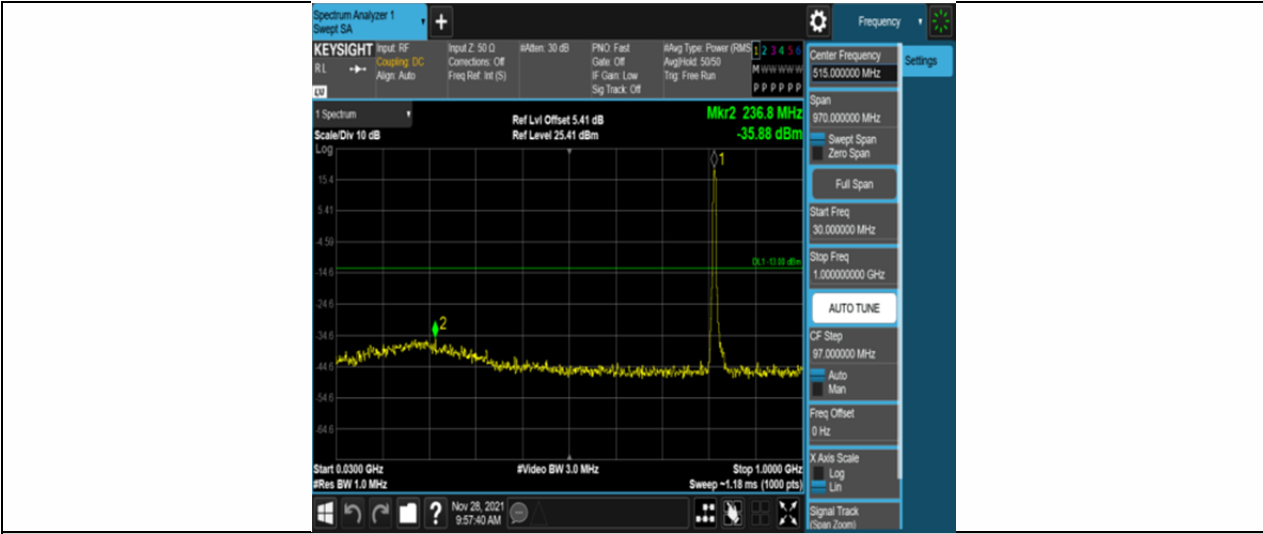 Spectrum Analyzer 1
Swept SA
+
Frequency
KEYSIGHT
RL
LV
Input: RF
Coupling: DC
Align: Auto
Input Z: 50 Ω
Corrections: Off
Freq Ref: Int (S)
#Atten: 30 dB
PNO: Fast
Gate: Off
IF Gain: Low
Sig Track: Off
#Avg Type: Power (RMS
Avg|Hold: 50/50
Trig: Free Run
1 2 3 4 5 6
M W W W W W
P P P P P P
Center Frequency
515.000000 MHz
Settings
Span
970.000000 MHz
Swept Span
Zero Span
Full Span
Start Freq
30.000000 MHz
Stop Freq
1.000000000 GHz
AUTO TUNE
CF Step
97.000000 MHz
Auto
Man
Freq Offset
0 Hz
X Axis Scale
Log
Lin
Signal Track
(Span Zoom)
1 Spectrum
Scale/Div 10 dB
Ref Lvl Offset 5.41 dB
Ref Level 25.41 dBm
Mkr2 236.8 MHz
-35.88 dBm
Log
15.4
5.41
-4.59
-14.6
-24.6
-34.6
-44.6
-54.6
-64.6
1
DL1 -13.00 dBm
2
Start 0.0300 GHz
#Res BW 1.0 MHz
#Video BW 3.0 MHz
Stop 1.0000 GHz
Sweep ~1.18 ms (1000 pts)
?
Nov 28, 2021
9:57:40 AM